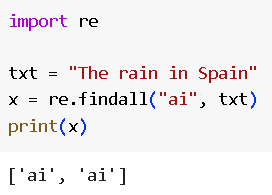 import re
txt = "The rain in Spain"
x = re.findall("ai", txt)
print(x)
['ai', 'ai']